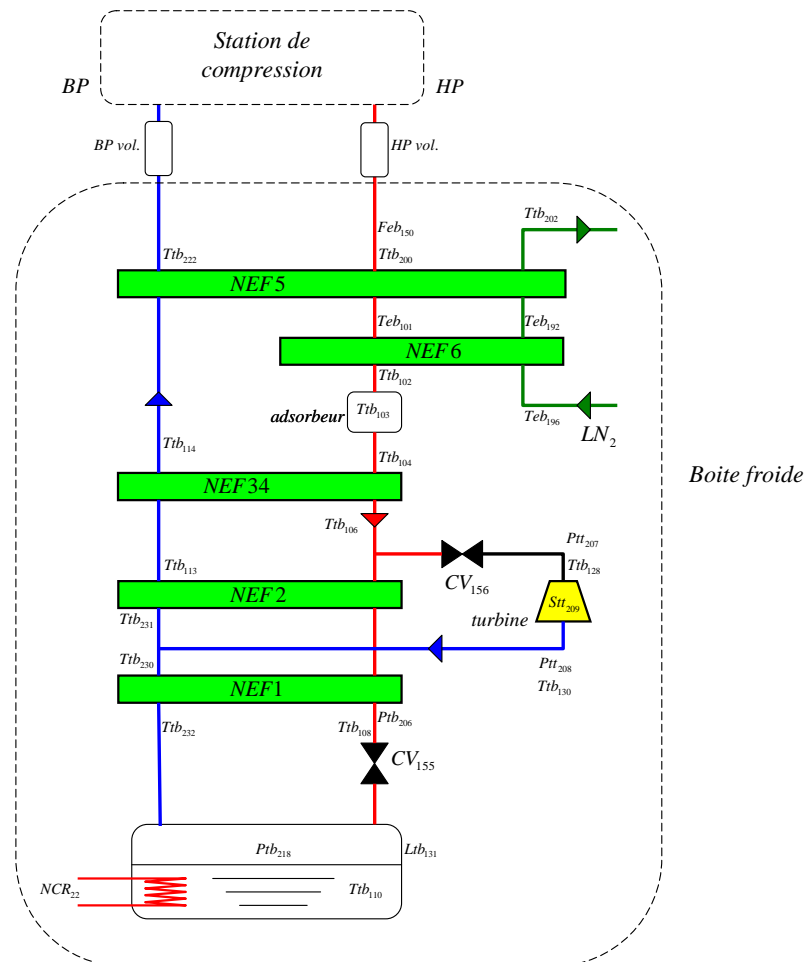 Station de
compression
BP
HP
BP vol.
HP vol.
Feb150
Ttb202
Ttb222
Ttb200
NEF5
Teb101
Teb192
NEF6
Ttb102
adsorbeur
Ttb103
Teb196
LN2
Ttb114
Ttb104
Boite froide
NEF34
Ttb106
Ptt207
Ttb113
CV156
Ttb128
NEF2
Stt209
Ttb231
turbine
Ttb230
Ptt208
Ttb130
NEF1
Ttb232
Ttb108
Ptb206
CV155
Ptb218
Ltb131
NCR22
Ttb110